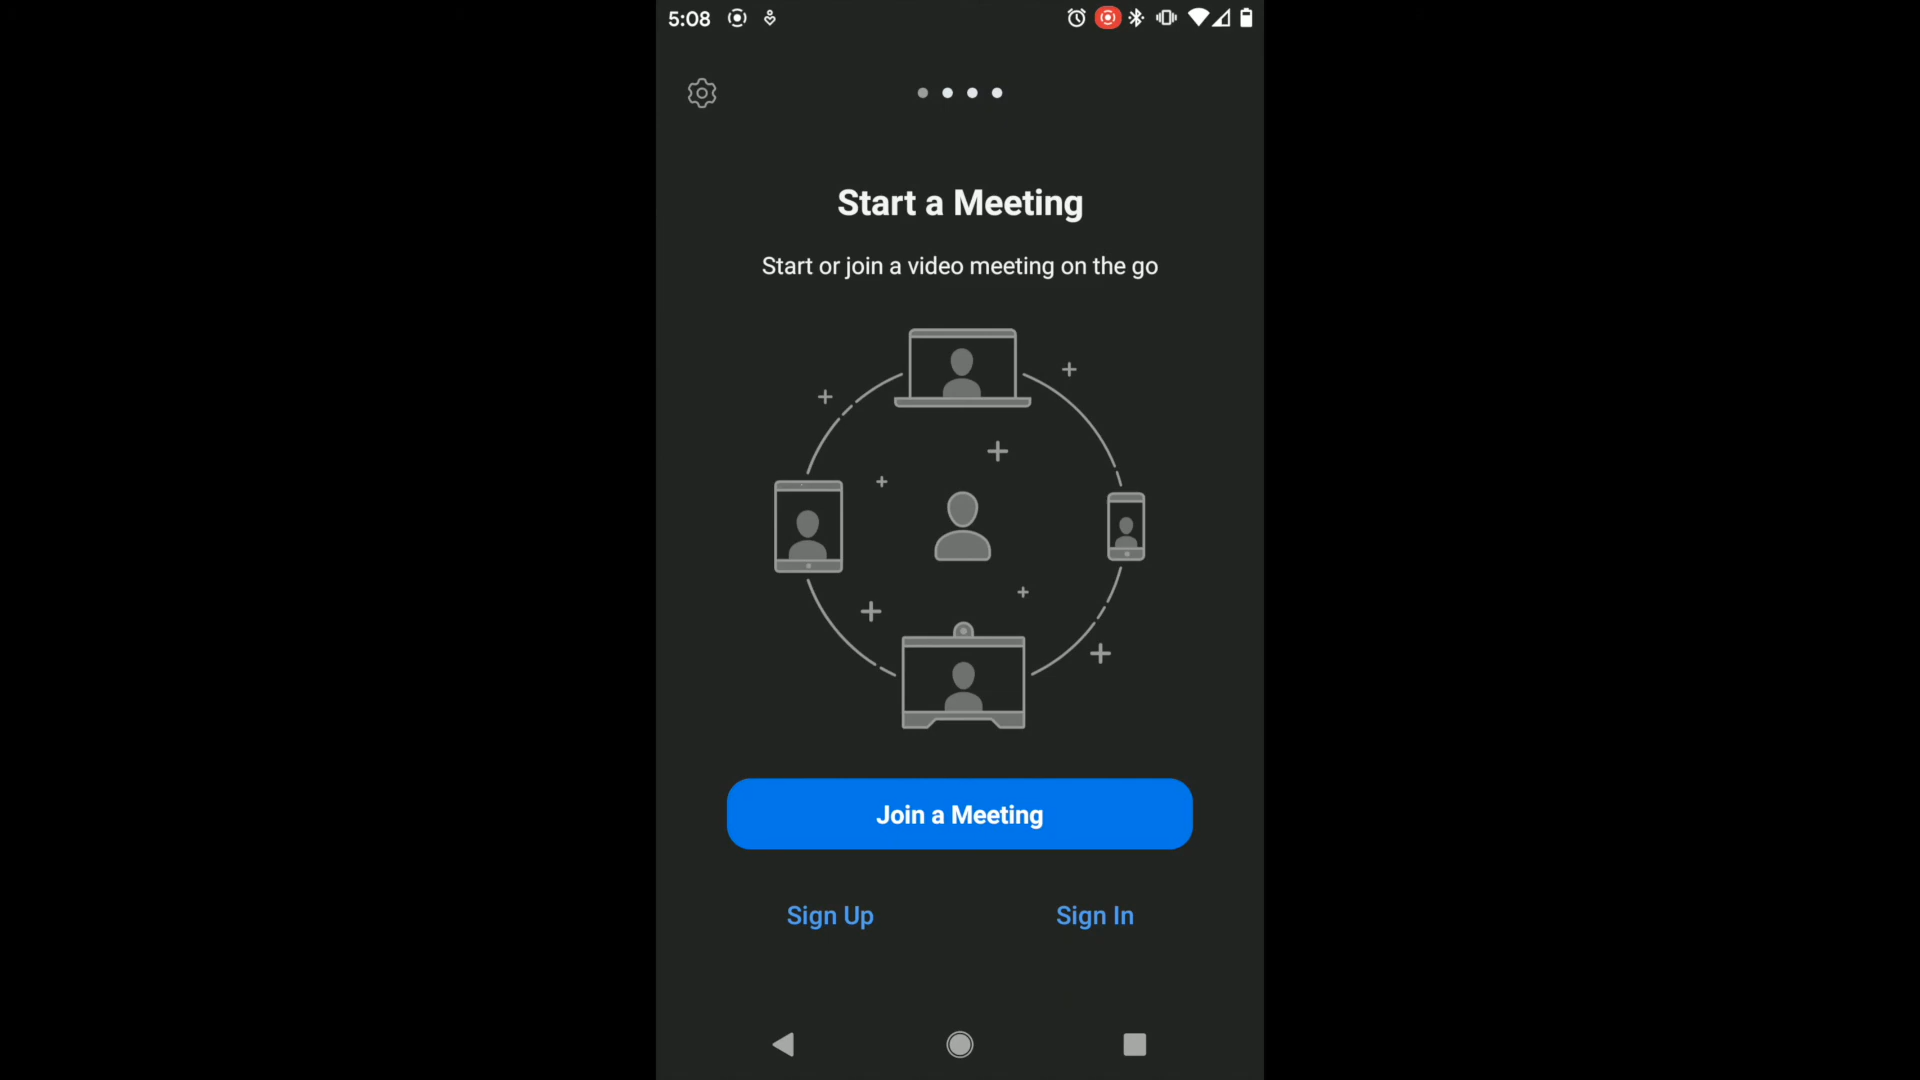 5:08
Start a Meeting
Start or join a video meeting on the go
Join a Meeting
Sign Up
Sign In